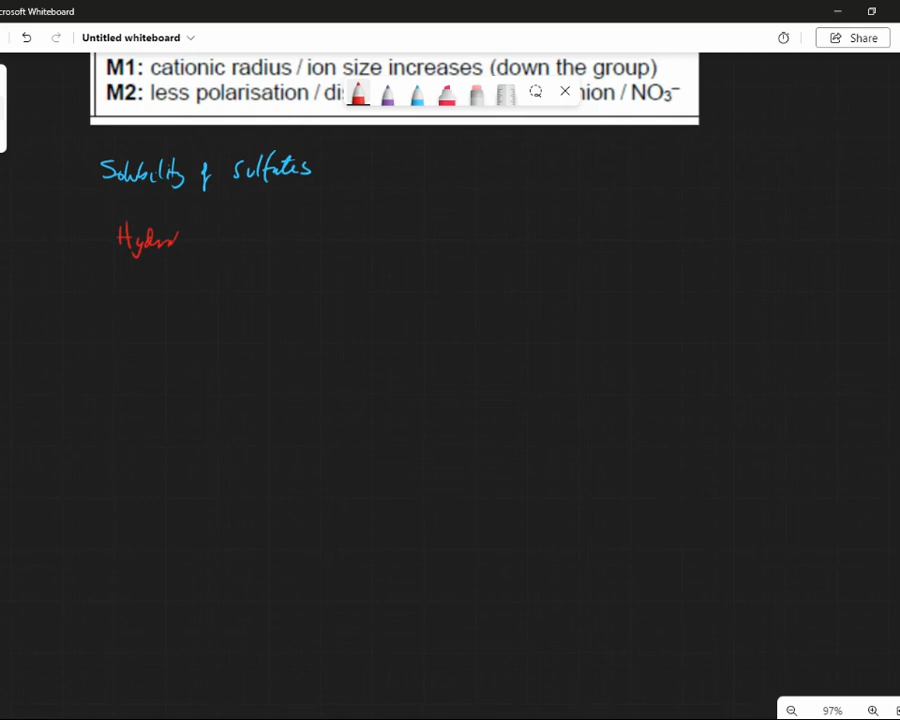 crosoft Whiteboard
Untitled whiteboard
Share
M1: cationic radius / ion size increases (down the group)
M2: less polarisation / di nion / NO₃⁻
Solubility of sulfates
97%